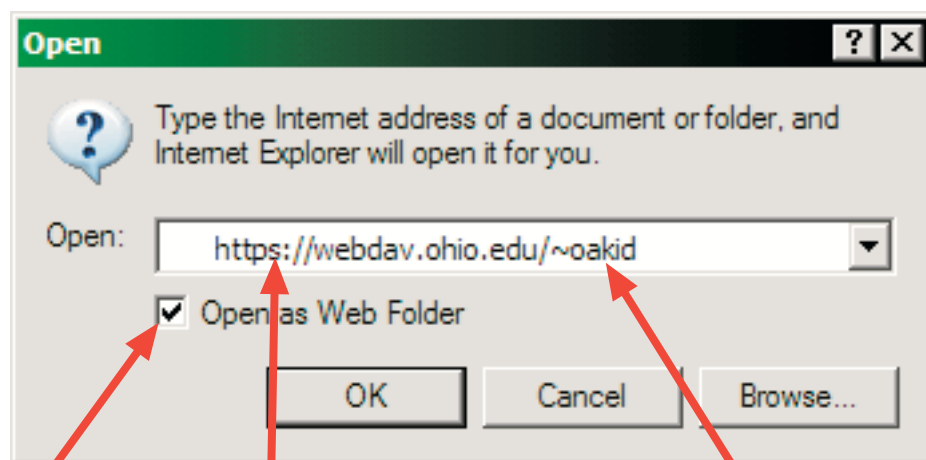 Open
Type the Internet address of a document or folder, and
Internet Explorer will open it for you.
Open: https://webdav.ohio.edu/~oakid
Open as Web Folder
OK Cancel Browse...